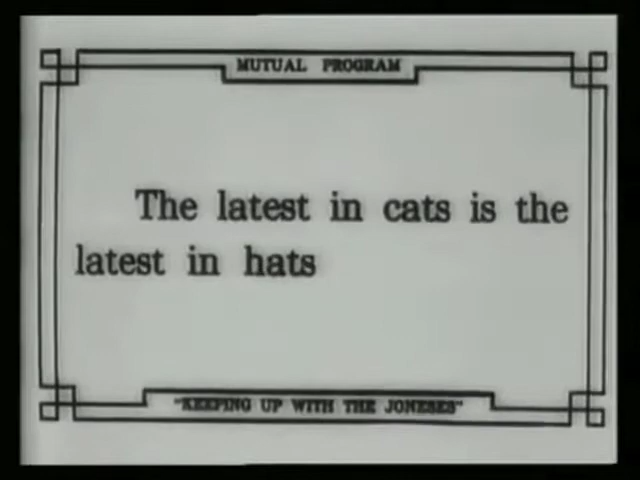 MUTUAL PROGRAM
The latest in cats is the
latest in hats
"KEEPING UP WITH THE JONESES"